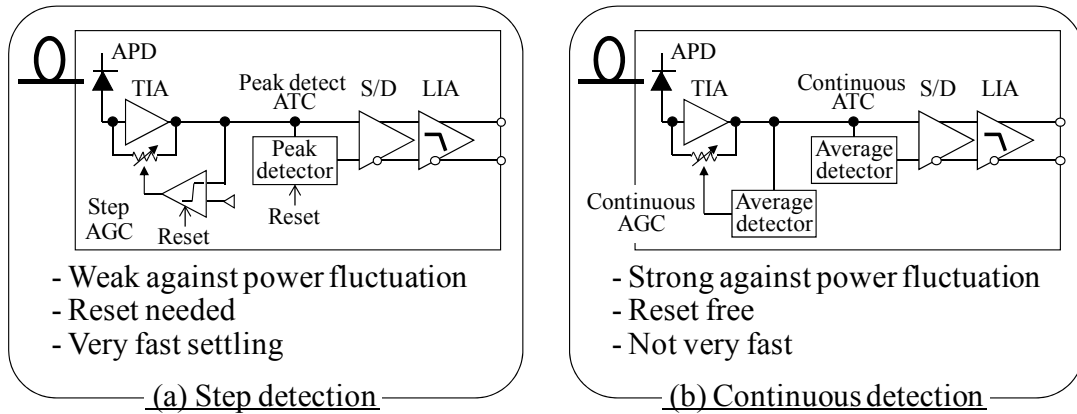 APD
TIA
Peak detect
ATC
S/D
LIA
Peak
detector
Step
AGC
Reset
Reset
- Weak against power fluctuation
- Reset needed
- Very fast settling
(a) Step detection
APD
TIA
Continuous
ATC
S/D
LIA
Average
detector
Continuous
AGC
Average
detector
- Strong against power fluctuation
- Reset free
- Not very fast
(b) Continuous detection